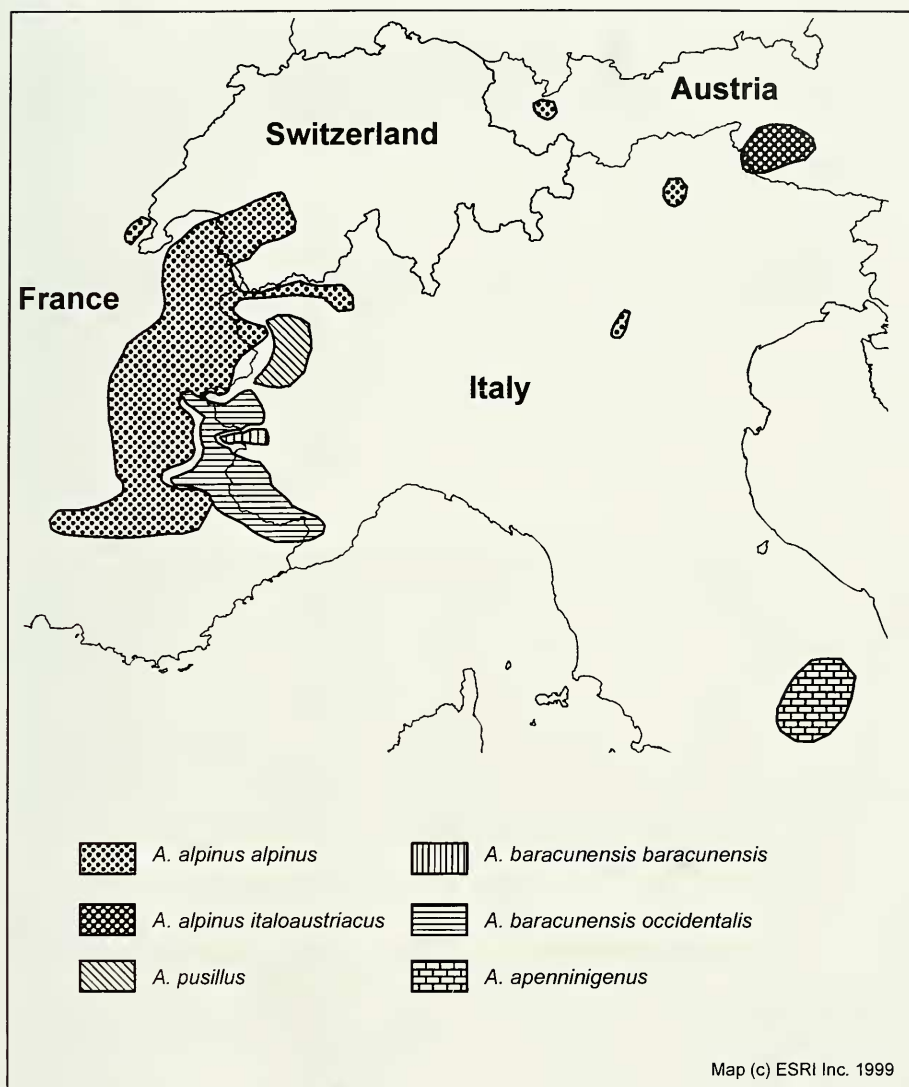 Austria
Switzerland
France
Italy
A. alpinus alpinus
A. baracunensis baracunensis
A. alpinus italoaustriacus
A. baracunensis occidentalis
A. pusillus
A. apenninigenus
Map (c) ESRI Inc. 1999